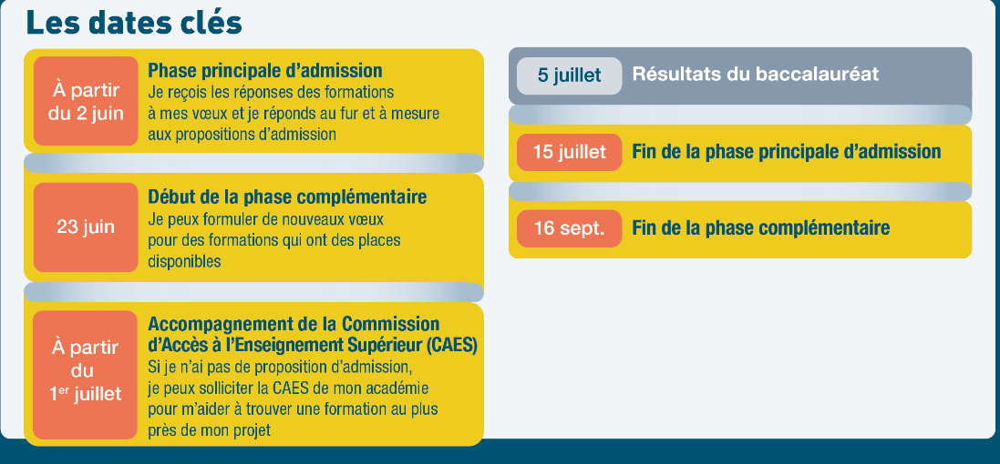 Les dates clés
À partir
du 2 juin
Phase principale d'admission
Je reçois les réponses des formations
à mes vœux et je réponds au fur et à mesure
aux propositions d'admission
23 juin
Début de la phase complémentaire
Je peux formuler de nouveaux vœux
pour des formations qui ont des places
disponibles
À partir
du
1er juillet
Accompagnement de la Commission
d'Accès à l'Enseignement Supérieur (CAES)
Si je n'ai pas de proposition d'admission,
je peux solliciter la CAES de mon académie
pour m'aider à trouver une formation au plus
près de mon projet
5 juillet
Résultats du baccalauréat
15 juillet
Fin de la phase principale d'admission
16 sept.
Fin de la phase complémentaire